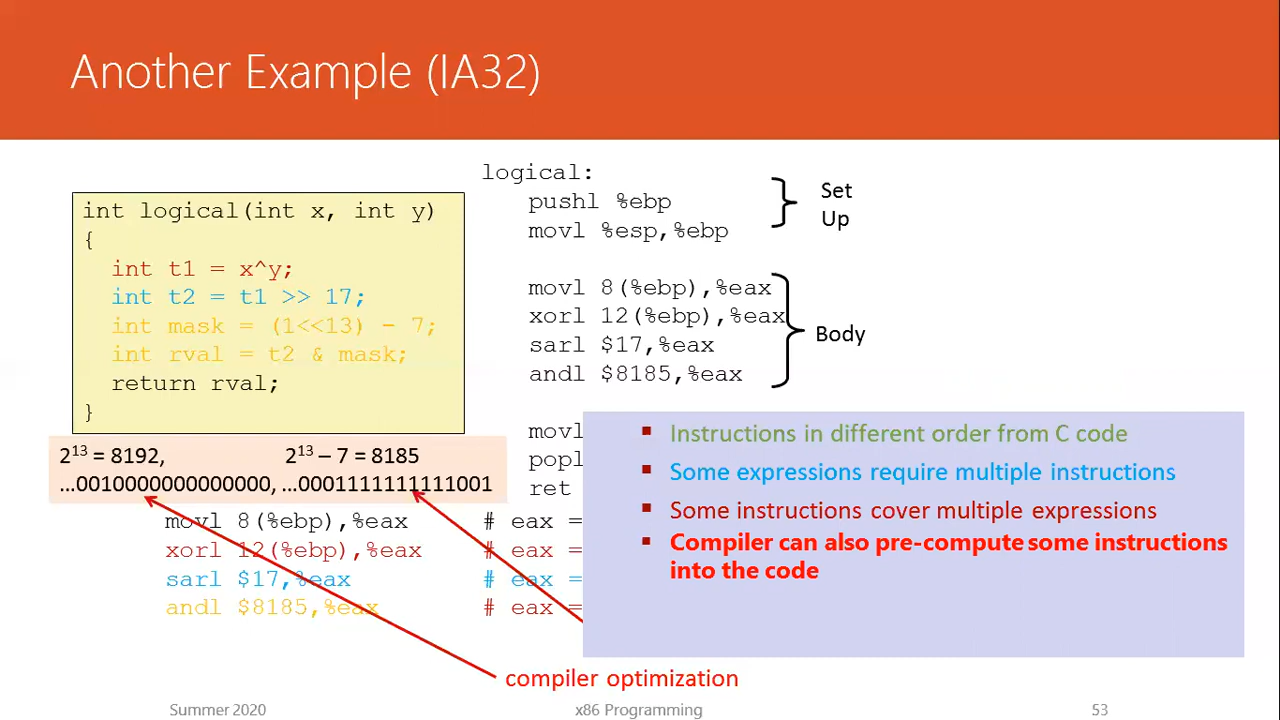 Another Example (IA32)
int logical(int x, int y)
{
int t1 = x^y;
int t2 = t1 >> 17;
int mask = (1<<13) - 7;
int rval = t2 & mask;
return rval;
}
2¹³ = 8192, 2¹³ – 7 = 8185
…0010000000000000, …0001111111111001
logical:
pushl %ebp
movl %esp,%ebp
Set
Up
movl 8(%ebp),%eax
xorl 12(%ebp),%eax
sarl $17,%eax
andl $8185,%eax
Body
movl
popl
ret
movl 8(%ebp),%eax # eax =
xorl 12(%ebp),%eax # eax =
sarl $17,%eax # eax =
andl $8185,%eax # eax =
▪ Instructions in different order from C code
▪ Some expressions require multiple instructions
▪ Some instructions cover multiple expressions
▪ Compiler can also pre-compute some instructions
into the code
compiler optimization
Summer 2020 x86 Programming 53